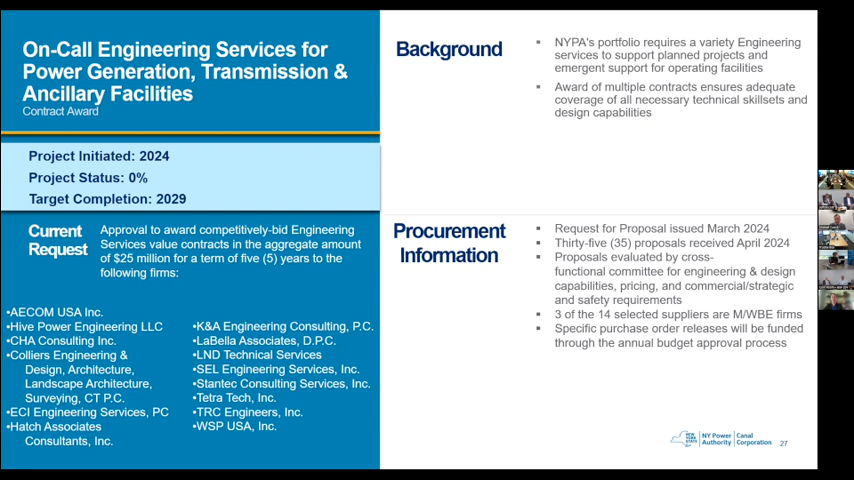 On-Call Engineering Services for
Power Generation, Transmission &
Ancillary Facilities
Contract Award
Project Initiated: 2024
Project Status: 0%
Target Completion: 2029
Current
Request
Approval to award competitively-bid Engineering
Services value contracts in the aggregate amount
of $25 million for a term of five (5) years to the
following firms:
•AECOM USA Inc.
•Hive Power Engineering LLC
•CHA Consulting Inc.
•Colliers Engineering &
Design, Architecture,
Landscape Architecture,
Surveying, CT P.C.
•ECI Engineering Services, PC
•Hatch Associates
Consultants, Inc.
•K&A Engineering Consulting, P.C.
•LaBella Associates, D.P.C.
•LND Technical Services
•SEL Engineering Services, Inc.
•Stantec Consulting Services, Inc.
•Tetra Tech, Inc.
•TRC Engineers, Inc.
•WSP USA, Inc.
Background
▪ NYPA's portfolio requires a variety Engineering
services to support planned projects and
emergent support for operating facilities
▪ Award of multiple contracts ensures adequate
coverage of all necessary technical skillsets and
design capabilities
Procurement
Information
▪ Request for Proposal issued March 2024
▪ Thirty-five (35) proposals received April 2024
▪ Proposals evaluated by cross-
functional committee for engineering & design
capabilities, pricing, and commercial/strategic
and safety requirements
▪ 3 of the 14 selected suppliers are M/WBE firms
▪ Specific purchase order releases will be funded
through the annual budget approval process
NEW
YORK
STATE
NY Power
Authority
Canal
Corporation
27